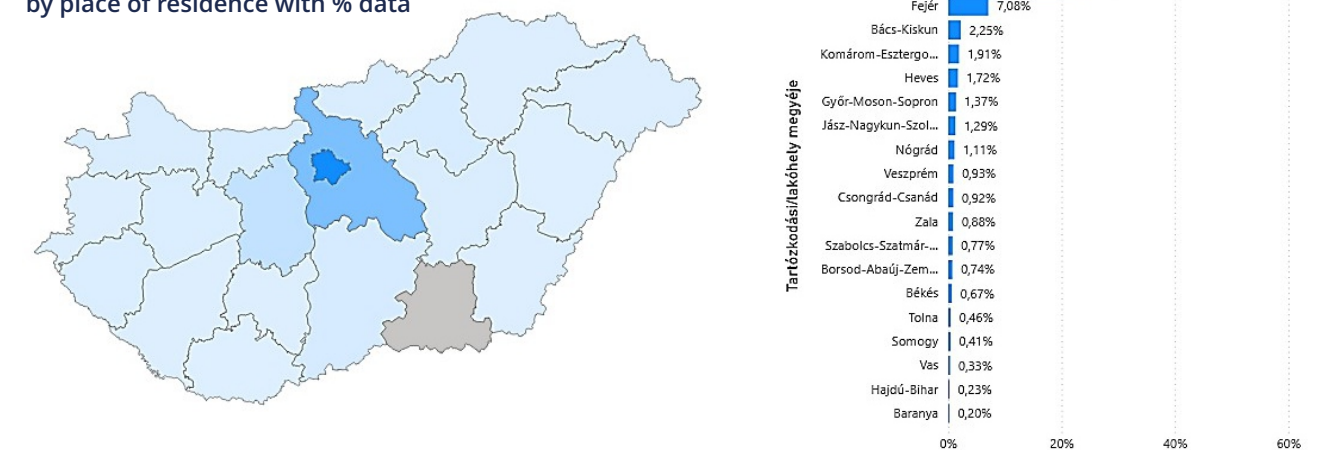 by place of residence with % data
Tartózkodási/lakóhely megyéje
Fejér 7,08%
Bács-Kiskun 2,25%
Komárom-Esztergo... 1,91%
Heves 1,72%
Győr-Moson-Sopron 1,37%
Jász-Nagykun-Szol... 1,29%
Nógrád 1,11%
Veszprém 0,93%
Csongrád-Csanád 0,92%
Zala 0,88%
Szabolcs-Szatmár-... 0,77%
Borsod-Abaúj-Zem... 0,74%
Békés 0,67%
Tolna 0,46%
Somogy 0,41%
Vas 0,33%
Hajdú-Bihar 0,23%
Baranya 0,20%
0% 20% 40% 60%